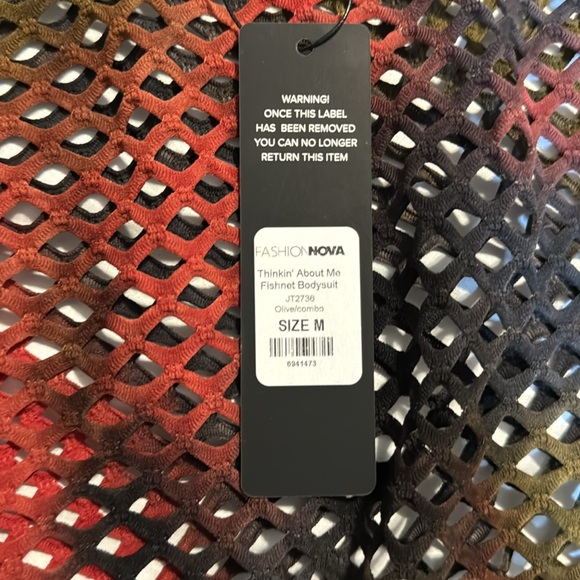 WARNING!
ONCE THIS LABEL
HAS BEEN REMOVED
YOU CAN NO LONGER
RETURN THIS ITEM
FASHIONNOVA
Thinkin' About Me
Fishnet Bodysuit
JT2736
Olive/combo
SIZE M
6941473